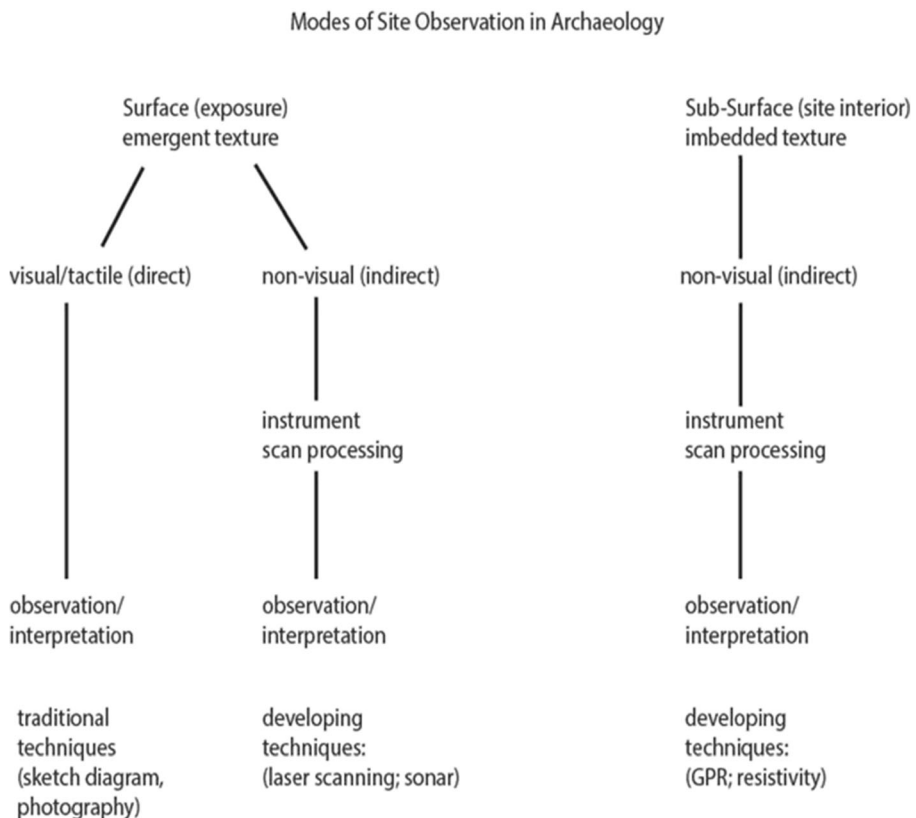 Modes of Site Observation in Archaeology
Surface (exposure)
emergent texture
Sub-Surface (site interior)
imbedded texture
visual/tactile (direct)
non-visual (indirect)
non-visual (indirect)
instrument
scan processing
instrument
scan processing
observation/
interpretation
observation/
interpretation
observation/
interpretation
traditional
techniques
(sketch diagram,
photography)
developing
techniques:
(laser scanning; sonar)
developing
techniques:
(GPR; resistivity)